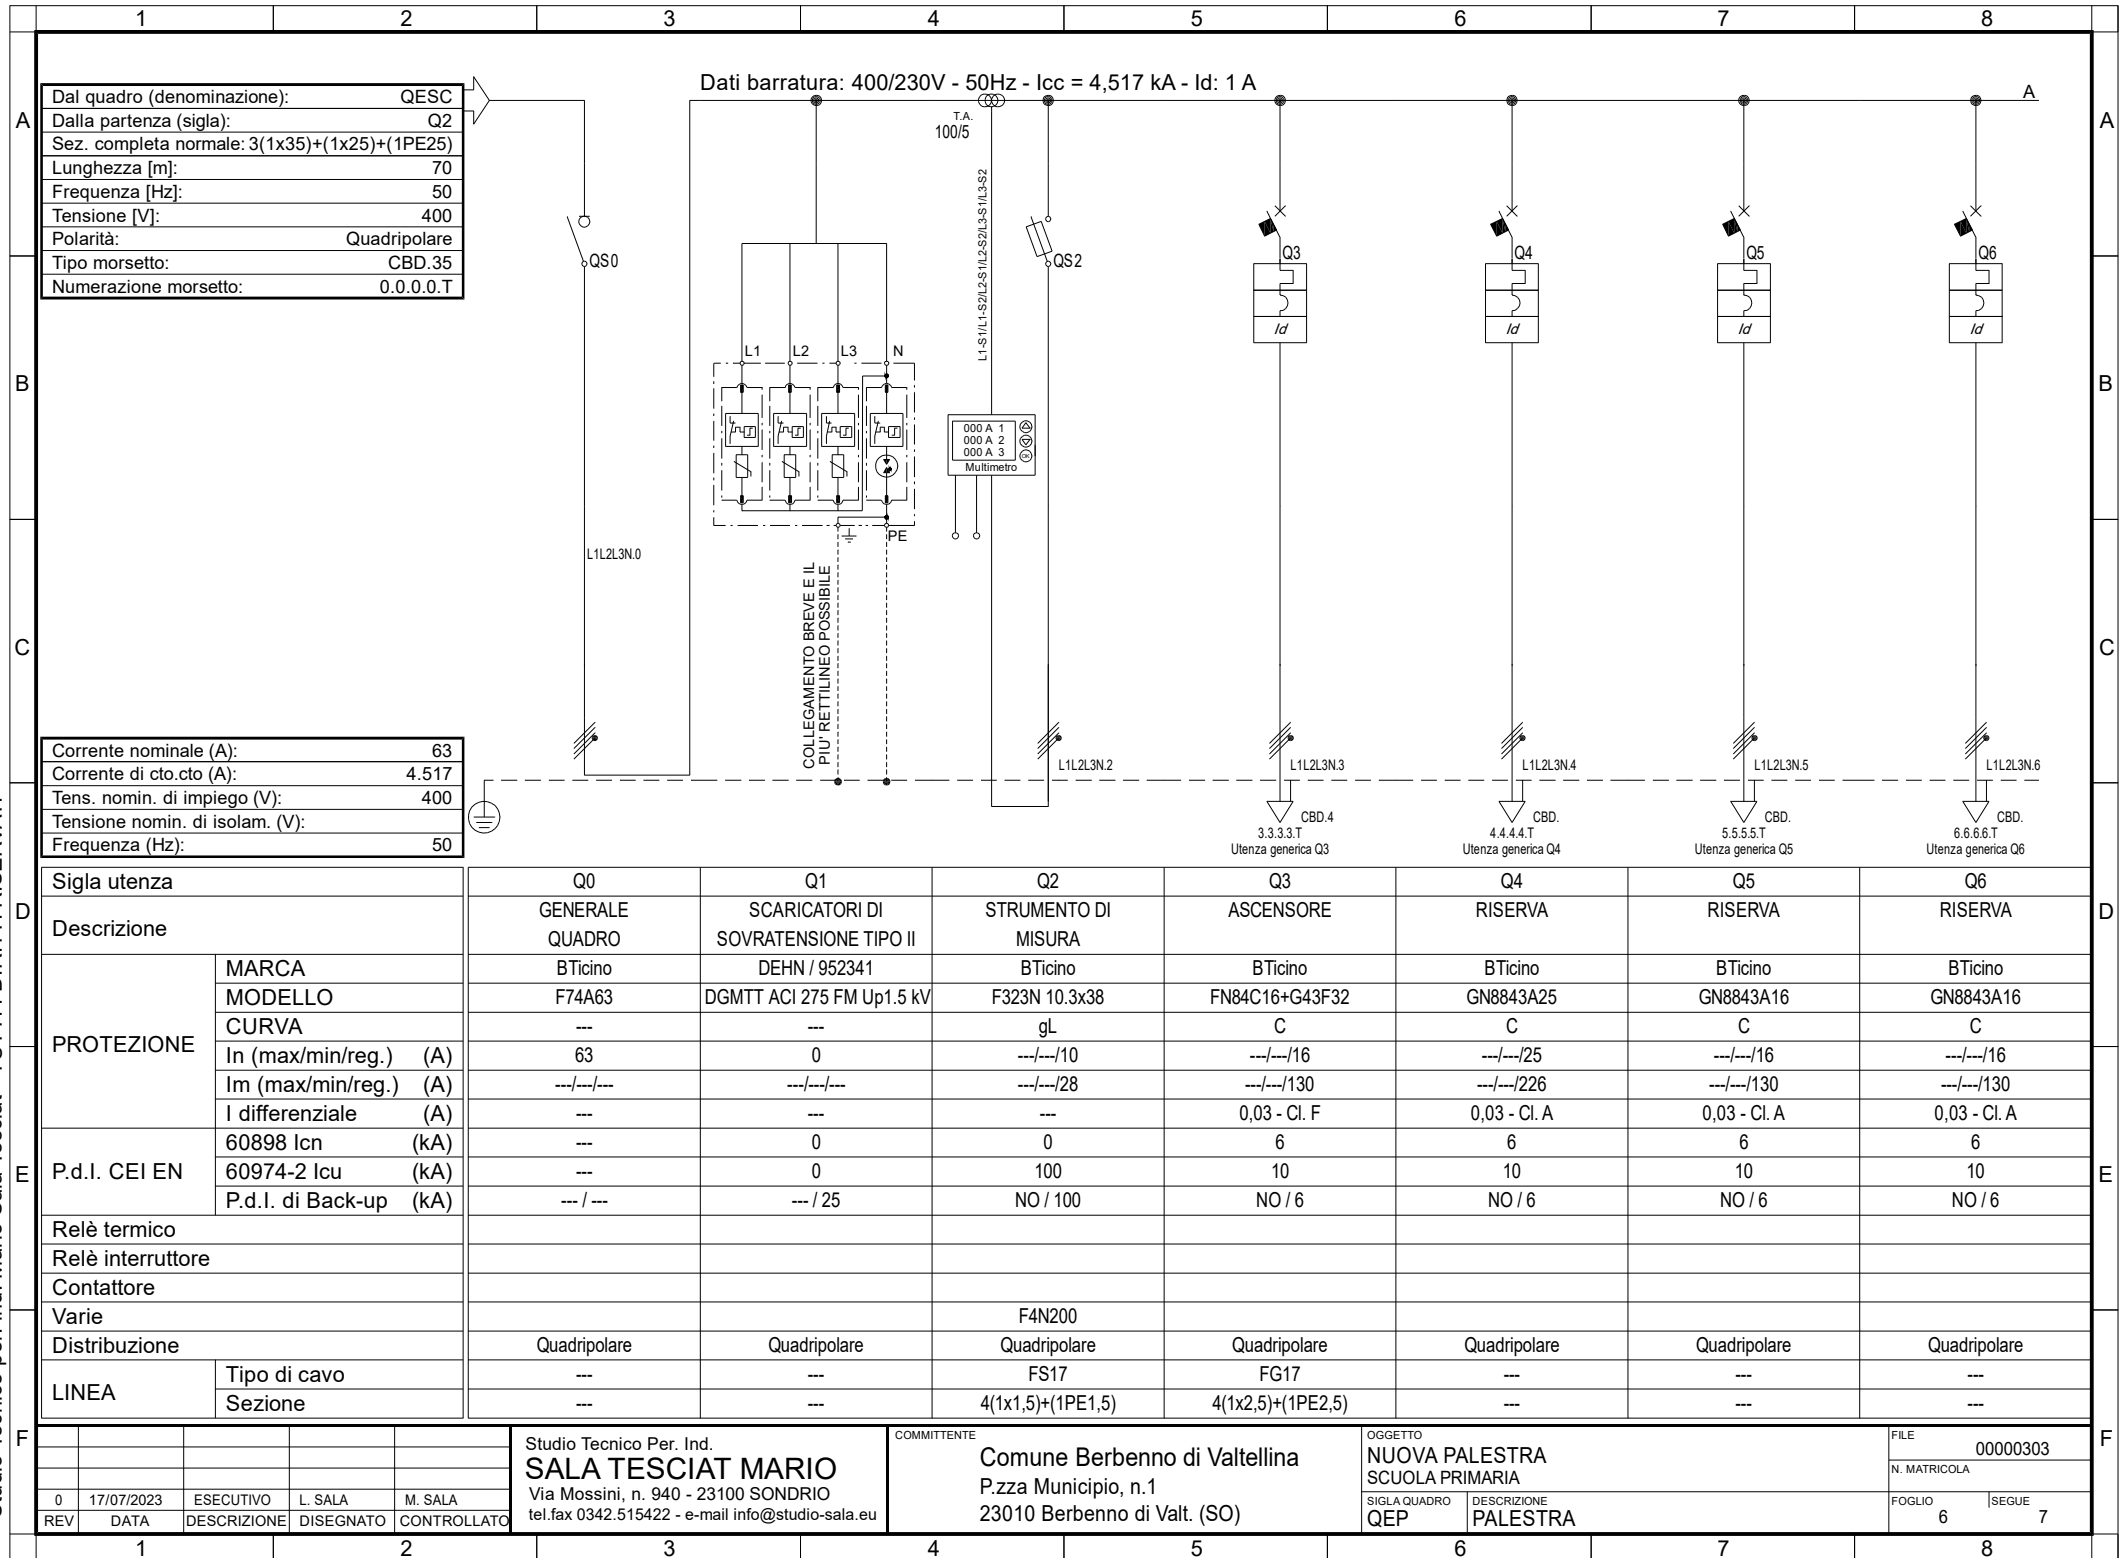 1 2 3 4 5 6 7 8
A A
B B
C C
D D
E E
F F
Dati barratura: 400/230V - 50Hz - Icc = 4,517 kA - Id: 1 A
A
Dal quadro (denominazione): QESC
Dalla partenza (sigla): Q2
Sez. completa normale: 3(1x35)+(1x25)+(1PE25)
Lunghezza [m]: 70
Frequenza [Hz]: 50
Tensione [V]: 400
Polarità: Quadripolare
Tipo morsetto: CBD.35
Numerazione morsetto: 0.0.0.0.T
T.A.
100/5
L1-S1/L1-S2/L2-S1/L2-S2/L3-S1/L3-S2
QS0 QS2 Q3 Q4 Q5 Q6
Id Id Id Id
L1 L2 L3 N
000 A 1
000 A 2
000 A 3
OK
Multimetro
PE
L1L2L3N.0
COLLEGAMENTO BREVE E IL
PIU' RETTILINEO POSSIBILE
L1L2L3N.2 L1L2L3N.3 L1L2L3N.4 L1L2L3N.5 L1L2L3N.6
CBD.4 CBD. CBD. CBD.
3.3.3.3.T 4.4.4.4.T 5.5.5.5.T 6.6.6.6.T
Utenza generica Q3 Utenza generica Q4 Utenza generica Q5 Utenza generica Q6
Corrente nominale (A): 63
Corrente di cto.cto (A): 4.517
Tens. nomin. di impiego (V): 400
Tensione nomin. di isolam. (V):
Frequenza (Hz): 50
Sigla utenza Q0 Q1 Q2 Q3 Q4 Q5 Q6
Descrizione GENERALE QUADRO SCARICATORI DI SOVRATENSIONE TIPO II STRUMENTO DI MISURA ASCENSORE RISERVA RISERVA RISERVA
PROTEZIONE
MARCA BTicino DEHN / 952341 BTicino BTicino BTicino BTicino BTicino
MODELLO F74A63 DGMTT ACI 275 FM Up1.5 kV F323N 10.3x38 FN84C16+G43F32 GN8843A25 GN8843A16 GN8843A16
CURVA --- --- gL C C C C
In (max/min/reg.) (A) 63 0 ---/---/10 ---/---/16 ---/---/25 ---/---/16 ---/---/16
Im (max/min/reg.) (A) ---/---/--- ---/---/--- ---/---/28 ---/---/130 ---/---/226 ---/---/130 ---/---/130
I differenziale (A) --- --- --- 0,03 - Cl. F 0,03 - Cl. A 0,03 - Cl. A 0,03 - Cl. A
P.d.I. CEI EN
60898 Icn (kA) --- 0 0 6 6 6 6
60974-2 Icu (kA) --- 0 100 10 10 10 10
P.d.I. di Back-up (kA) --- / --- --- / 25 NO / 100 NO / 6 NO / 6 NO / 6 NO / 6
Relè termico
Relè interruttore
Contattore
Varie F4N200
Distribuzione Quadripolare Quadripolare Quadripolare Quadripolare Quadripolare Quadripolare Quadripolare
LINEA
Tipo di cavo --- --- FS17 FG17 --- --- ---
Sezione --- --- 4(1x1,5)+(1PE1,5) 4(1x2,5)+(1PE2,5) --- --- ---
0 17/07/2023 ESECUTIVO L. SALA M. SALA
REV DATA DESCRIZIONE DISEGNATO CONTROLLATO
Studio Tecnico Per. Ind.
SALA TESCIAT MARIO
Via Mossini, n. 940 - 23100 SONDRIO
tel.fax 0342.515422 - e-mail info@studio-sala.eu
COMMITTENTE
Comune Berbenno di Valtellina
P.zza Municipio, n.1
23010 Berbenno di Valt. (SO)
OGGETTO
NUOVA PALESTRA
SCUOLA PRIMARIA
SIGLA QUADRO
QEP
DESCRIZIONE
PALESTRA
FILE
00000303
N. MATRICOLA
FOGLIO
6
SEGUE
7
1 2 3 4 5 6 7 8